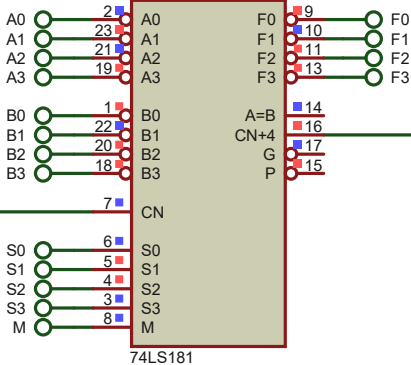 A0 2 A0 F0 9 F0
A1 23 A1 F1 10 F1
A2 21 A2 F2 11 F2
A3 19 A3 F3 13 F3
B0 1 B0 A=B 14
B1 22 B1 CN+4 16
B2 20 B2 G 17
B3 18 B3 P 15
7 CN
S0 6 S0
S1 5 S1
S2 4 S2
S3 3 S3
M 8 M
74LS181